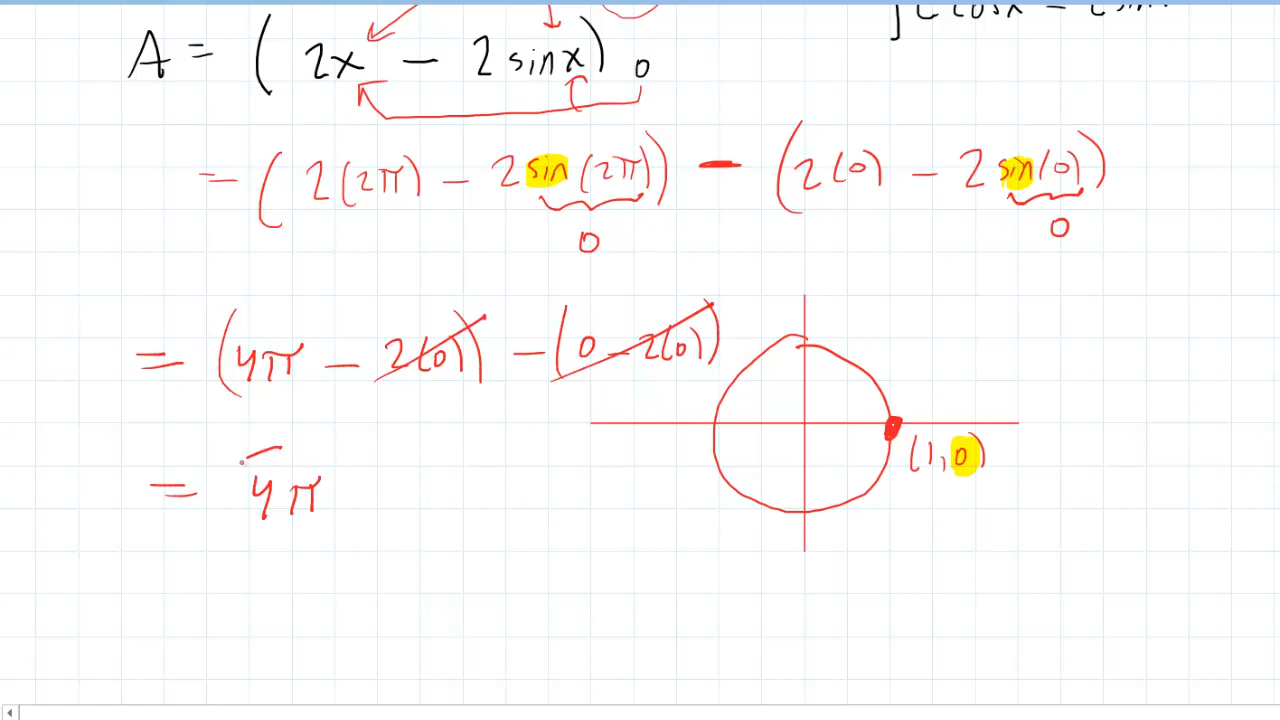 A = ( 2x - 2 sin x ) 0
= ( 2(2π) - 2 sin (2π) ) - ( 2(0) - 2 sin (0) )
0 0
= (4π - 2(0)) - (0 - 2(0))
(1, 0)
= 4π